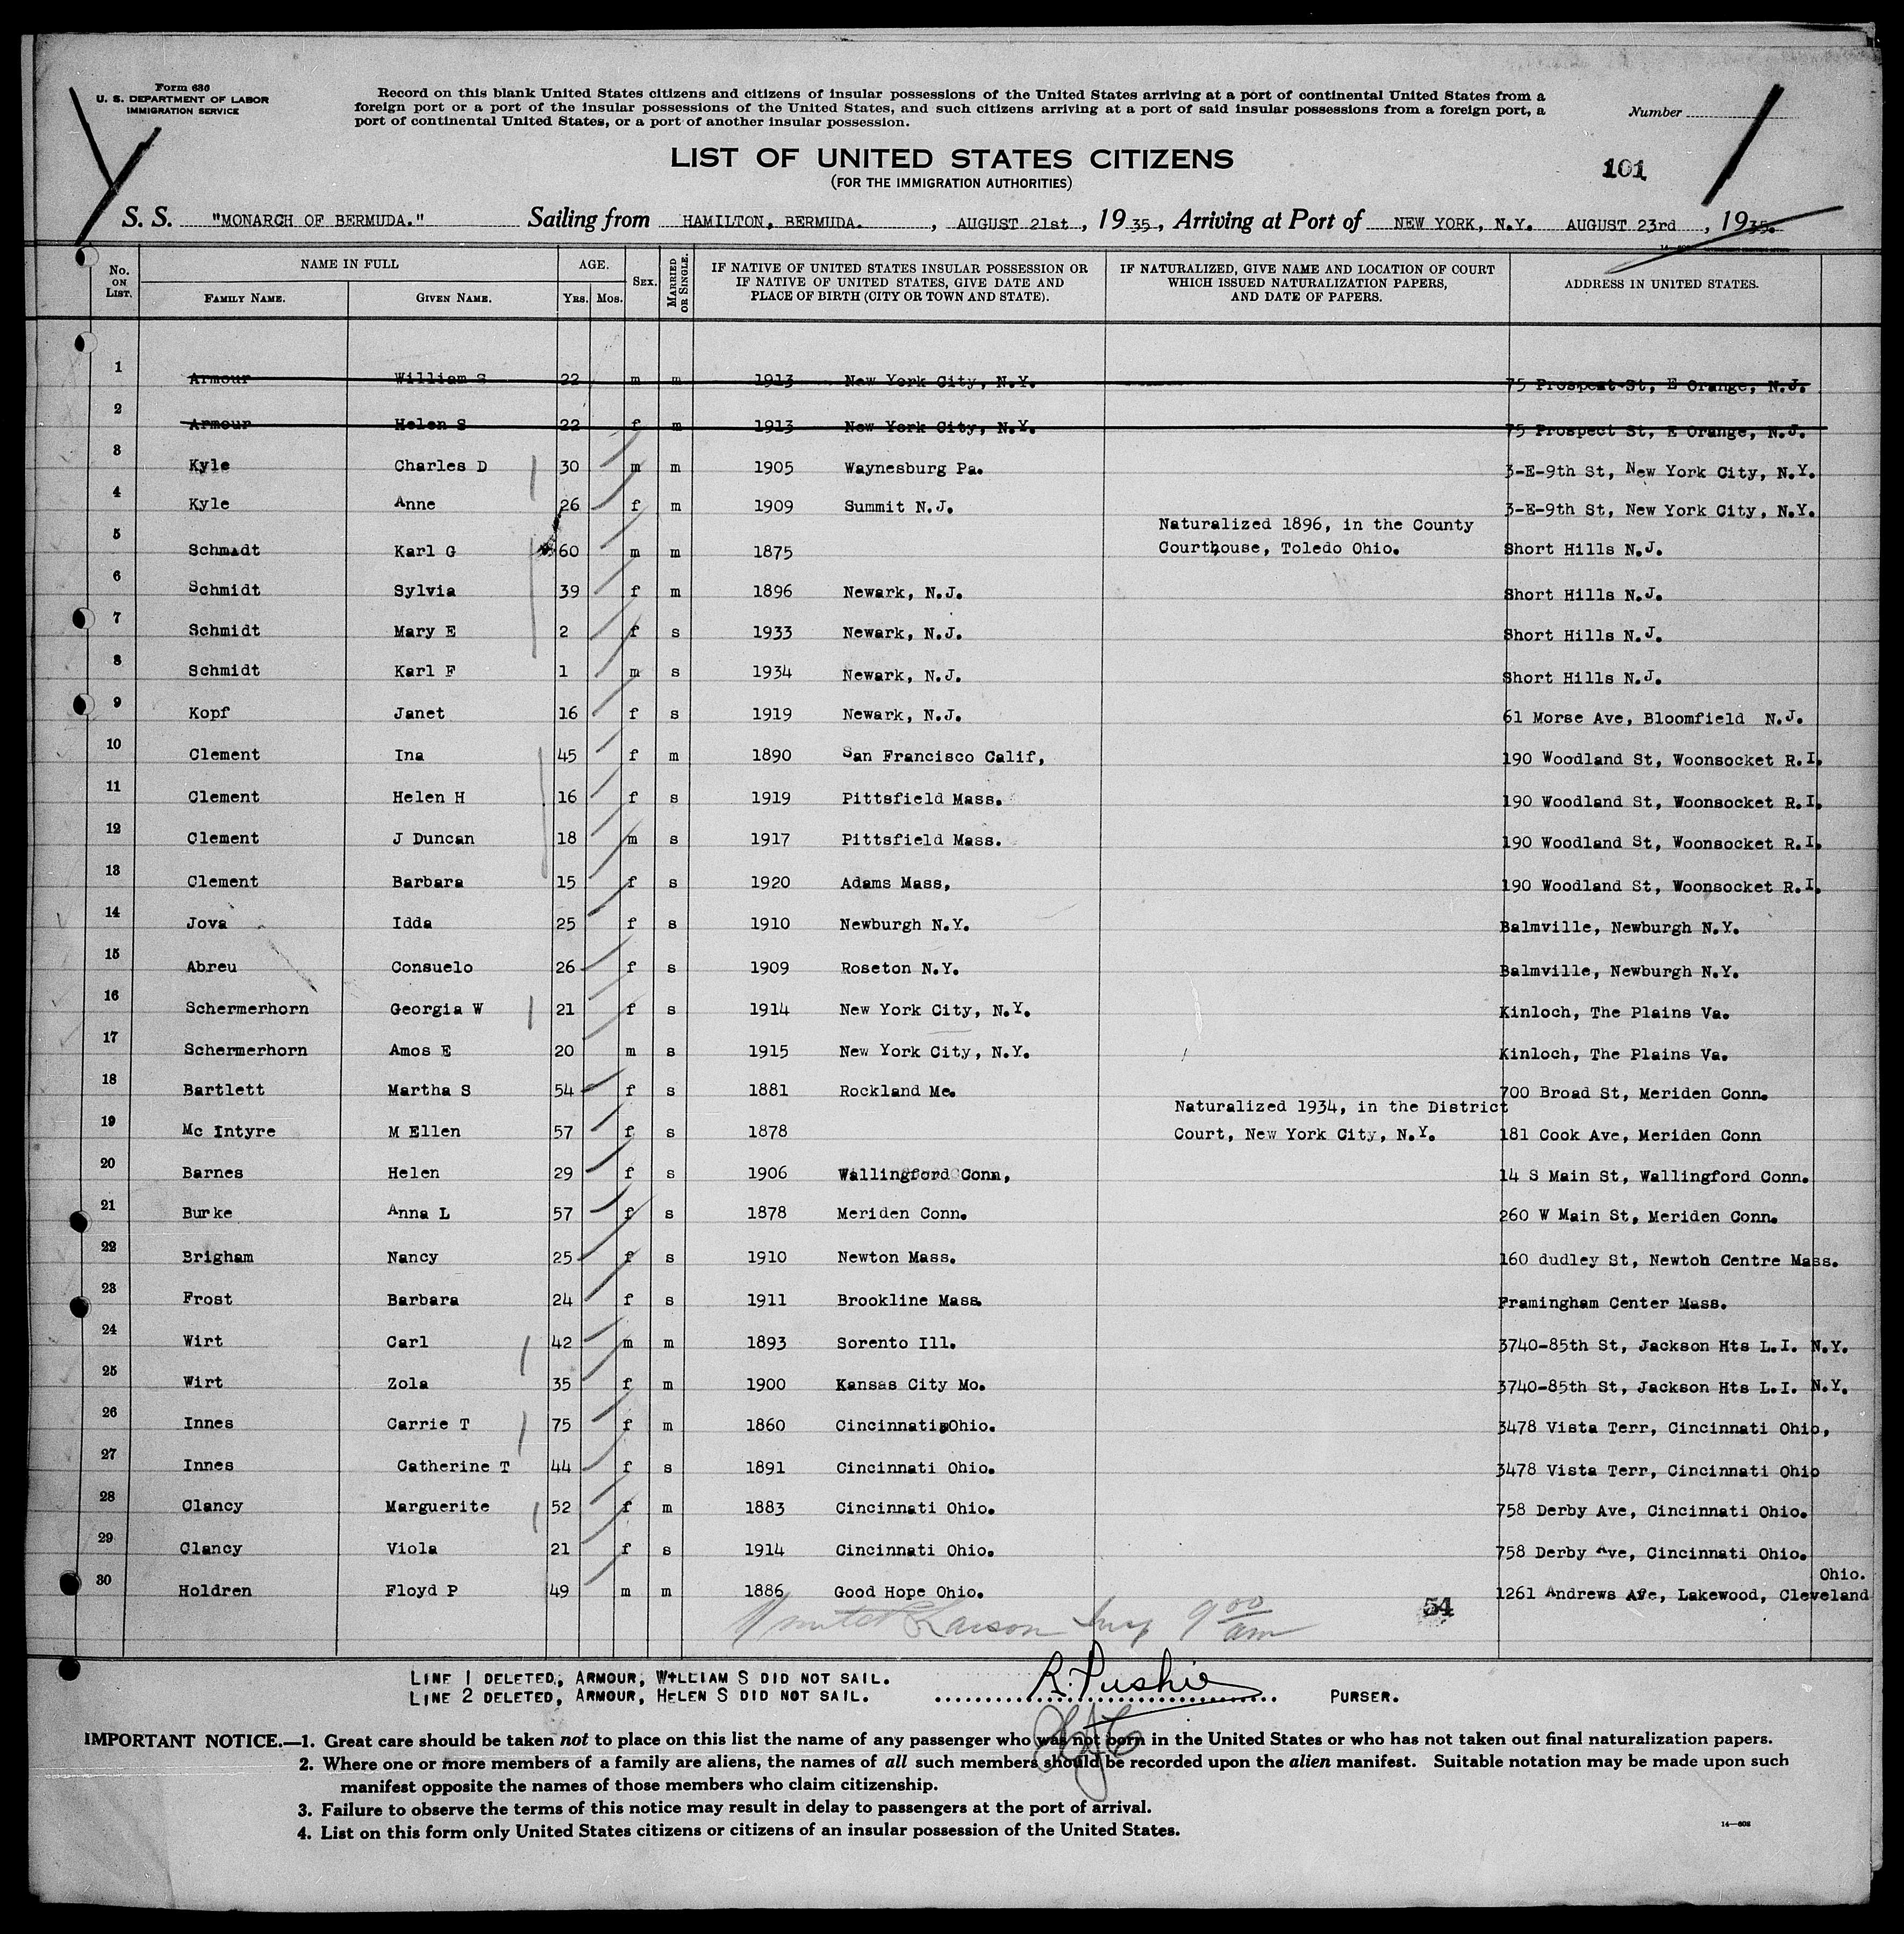 Form 636
U. S. DEPARTMENT OF LABOR
IMMIGRATION SERVICE
Record on this blank United States citizens and citizens of insular possessions of the United States arriving at a port of continental United States from a
foreign port or a port of the insular possessions of the United States, and such citizens arriving at a port of said insular possessions from a foreign port, a
port of continental United States, or a port of another insular possession.
Number
LIST OF UNITED STATES CITIZENS
(FOR THE IMMIGRATION AUTHORITIES)
101
S. S. "MONARCH OF BERMUDA." Sailing from HAMILTON, BERMUDA. , AUGUST 21st , 19 35 , Arriving at Port of NEW YORK, N.Y. AUGUST 23rd , 19 35.
No. ON LIST. NAME IN FULL AGE. SEX. MARRIED OR SINGLE. IF NATIVE OF UNITED STATES INSULAR POSSESSION OR IF NATIVE OF UNITED STATES, GIVE DATE AND PLACE OF BIRTH (CITY OR TOWN AND STATE). IF NATURALIZED, GIVE NAME AND LOCATION OF COURT WHICH ISSUED NATURALIZATION PAPERS, AND DATE OF PAPERS. ADDRESS IN UNITED STATES.
FAMILY NAME. GIVEN NAME. YRS. MOS.
1 Armour William S 22 m m 1913 New York City, N.Y. 75 Prospect St, E Orange, N.J.
2 Armour Helen S 22 f m 1913 New York City, N.Y. 75 Prospect St, E Orange, N.J.
3 Kyle Charles D 30 m m 1905 Waynesburg Pa. 3-E-9th St, New York City, N.Y.
4 Kyle Anne 26 f m 1909 Summit N.J. 3-E-9th St, New York City, N.Y.
Naturalized 1896, in the County
5 Schmidt Karl G 60 m m 1875 Courthouse, Toledo Ohio. Short Hills N.J.
6 Schmidt Sylvia 39 f m 1896 Newark, N.J. Short Hills N.J.
7 Schmidt Mary E 2 f s 1933 Newark, N.J. Short Hills N.J.
8 Schmidt Karl F 1 m s 1934 Newark, N.J. Short Hills N.J.
9 Kopf Janet 16 f s 1919 Newark, N.J. 61 Morse Ave, Bloomfield N.J.
10 Clement Ina 45 f m 1890 San Francisco Calif, 190 Woodland St, Woonsocket R.I.
11 Clement Helen H 16 f s 1919 Pittsfield Mass. 190 Woodland St, Woonsocket R.I.
12 Clement J Duncan 18 m s 1917 Pittsfield Mass. 190 Woodland St, Woonsocket R.I.
13 Clement Barbara 15 f s 1920 Adams Mass, 190 Woodland St, Woonsocket R.I.
14 Jova Idda 25 f s 1910 Newburgh N.Y. Balmville, Newburgh N.Y.
15 Abreu Consuelo 26 f s 1909 Roseton N.Y. Balmville, Newburgh N.Y.
16 Schermerhorn Georgia W 21 f s 1914 New York City, N.Y. Kinloch, The Plains Va.
17 Schermerhorn Amos E 20 m s 1915 New York City, N.Y. Kinloch, The Plains Va.
18 Bartlett Martha S 54 f s 1881 Rockland Me. 700 Broad St, Meriden Conn.
Naturalized 1934, in the District
19 Mc Intyre M Ellen 57 f s 1878 Court, New York City, N.Y. 181 Cook Ave, Meriden Conn
20 Barnes Helen 29 f s 1906 Wallingford Conn, 14 S Main St, Wallingford Conn.
21 Burke Anna L 57 f s 1878 Meriden Conn. 260 W Main St, Meriden Conn.
22 Brigham Nancy 25 f s 1910 Newton Mass. 160 dudley St, Newton Centre Mass.
23 Frost Barbara 24 f s 1911 Brookline Mass. Framingham Center Mass.
24 Wirt Carl 42 m m 1893 Sorento Ill. 3740-85th St, Jackson Hts L.I. N.Y.
25 Wirt Zola 35 f m 1900 Kansas City Mo. 3740-85th St, Jackson Hts L.I. N.Y.
26 Innes Carrie T 75 f m 1860 Cincinnati,Ohio. 3478 Vista Terr, Cincinnati Ohio,
27 Innes Catherine T 44 f s 1891 Cincinnati Ohio. 3478 Vista Terr, Cincinnati Ohio
28 Clancy Marguerite 52 f m 1883 Cincinnati Ohio. 758 Derby Ave, Cincinnati Ohio.
29 Clancy Viola 21 f s 1914 Cincinnati Ohio. 758 Derby Ave, Cincinnati Ohio.
Ohio.
30 Holdren Floyd P 49 m m 1886 Good Hope Ohio. 1261 Andrews Ave, Lakewood, Cleveland
Larson Insp 9 00 am 54
LINE 1 DELETED, ARMOUR, WILLIAM S DID NOT SAIL.
LINE 2 DELETED, ARMOUR, HELEN S DID NOT SAIL. R. Pushie PURSER.
IMPORTANT NOTICE.—1. Great care should be taken not to place on this list the name of any passenger who was not born in the United States or who has not taken out final naturalization papers.
2. Where one or more members of a family are aliens, the names of all such members should be recorded upon the alien manifest. Suitable notation may be made upon such
manifest opposite the names of those members who claim citizenship.
3. Failure to observe the terms of this notice may result in delay to passengers at the port of arrival.
4. List on this form only United States citizens or citizens of an insular possession of the United States.
14—802